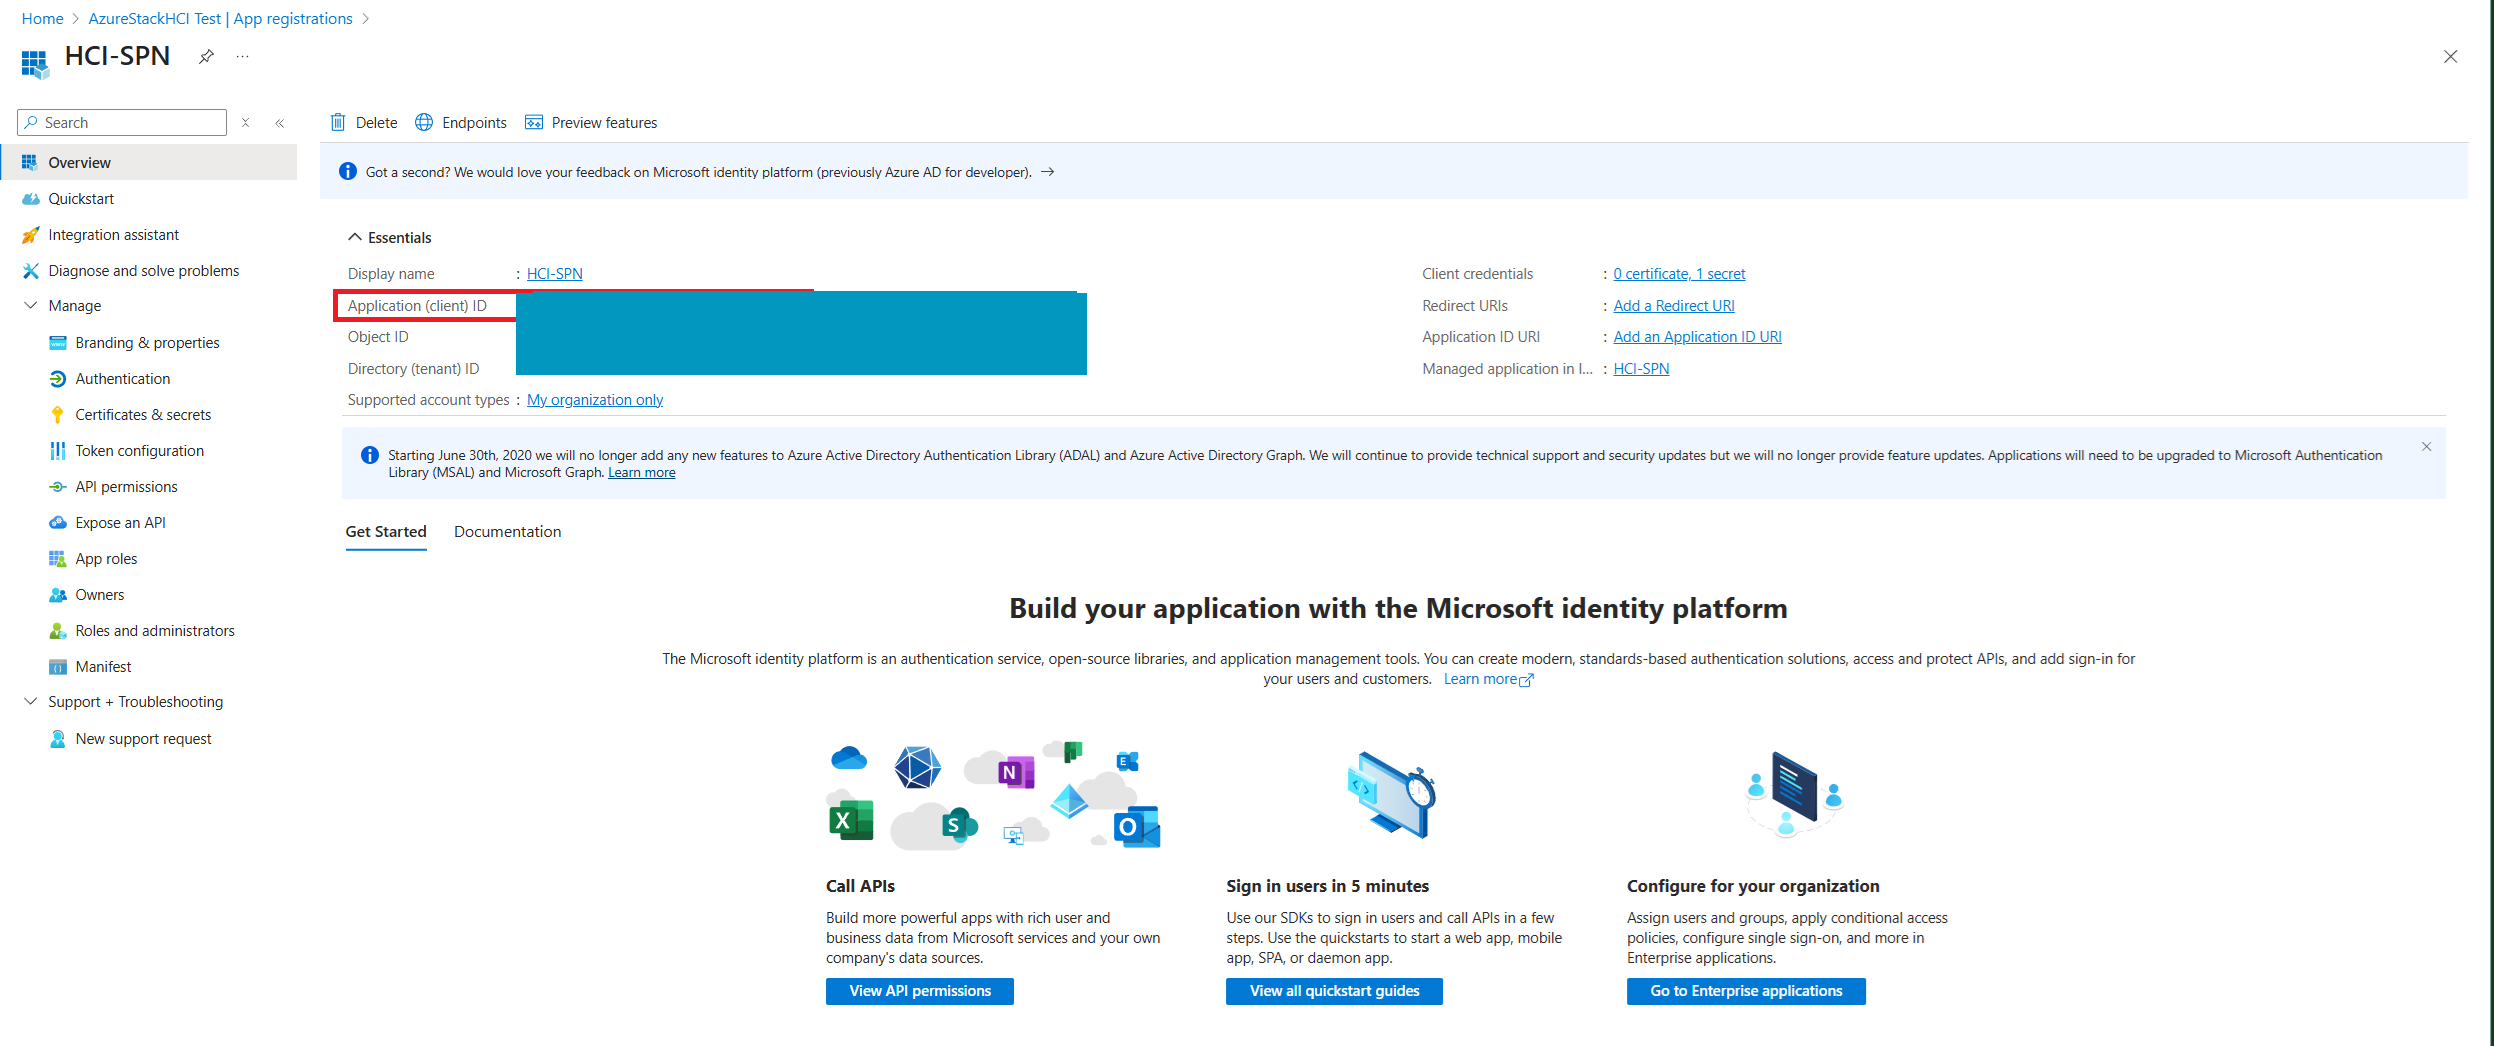 Home > AzureStackHCI Test | App registrations >
HCI-SPN
Search
Overview
Quickstart
Integration assistant
Diagnose and solve problems
Manage
Branding & properties
Authentication
Certificates & secrets
Token configuration
API permissions
Expose an API
App roles
Owners
Roles and administrators
Manifest
Support + Troubleshooting
New support request
Delete
Endpoints
Preview features
Got a second? We would love your feedback on Microsoft identity platform (previously Azure AD for developer). →
Essentials
Display name : HCI-SPN
Application (client) ID
Object ID
Directory (tenant) ID
Supported account types : My organization only
Client credentials : 0 certificate, 1 secret
Redirect URIs : Add a Redirect URI
Application ID URI : Add an Application ID URI
Managed application in l... : HCI-SPN
Starting June 30th, 2020 we will no longer add any new features to Azure Active Directory Authentication Library (ADAL) and Azure Active Directory Graph. We will continue to provide technical support and security updates but we will no longer provide feature updates. Applications will need to be upgraded to Microsoft Authentication
Library (MSAL) and Microsoft Graph. Learn more
Get Started
Documentation
Build your application with the Microsoft identity platform
The Microsoft identity platform is an authentication service, open-source libraries, and application management tools. You can create modern, standards-based authentication solutions, access and protect APIs, and add sign-in for
your users and customers. Learn more
N
E
X
S
O
Call APIs
Build more powerful apps with rich user and
business data from Microsoft services and your own
company's data sources.
View API permissions
Sign in users in 5 minutes
Use our SDKs to sign in users and call APIs in a few
steps. Use the quickstarts to start a web app, mobile
app, SPA, or daemon app.
View all quickstart guides
Configure for your organization
Assign users and groups, apply conditional access
policies, configure single sign-on, and more in
Enterprise applications.
Go to Enterprise applications